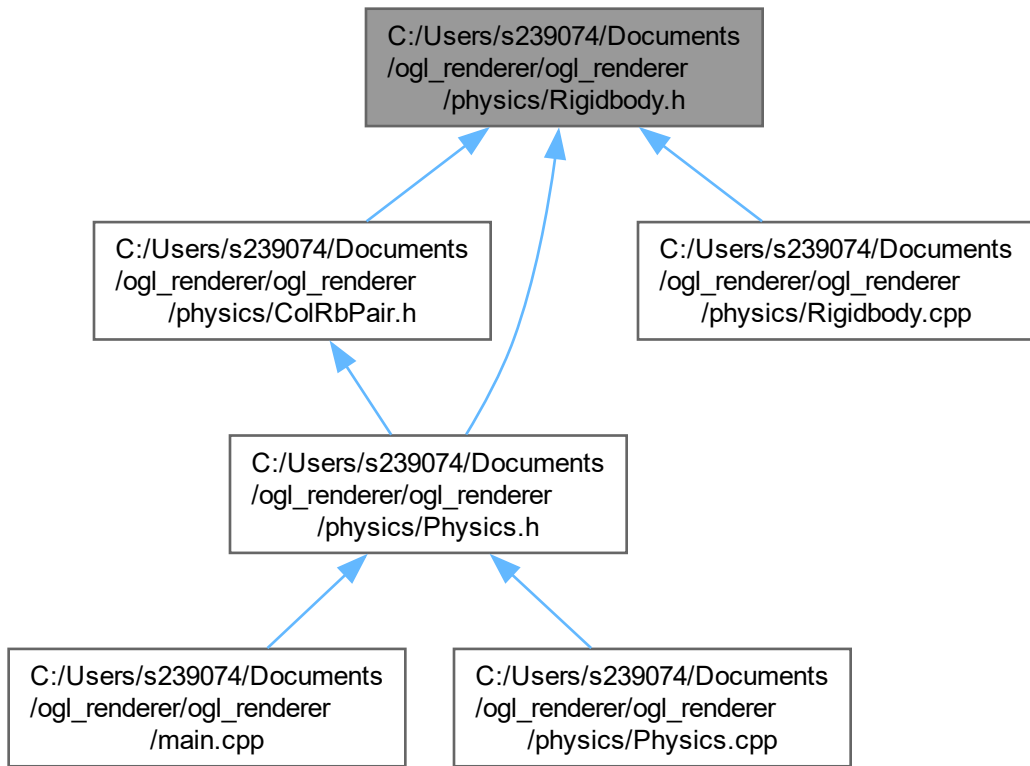 C:/Users/s239074/Documents
/ogl_renderer/ogl_renderer
/physics/Rigidbody.h
C:/Users/s239074/Documents
/ogl_renderer/ogl_renderer
/physics/ColRbPair.h
C:/Users/s239074/Documents
/ogl_renderer/ogl_renderer
/physics/Rigidbody.cpp
C:/Users/s239074/Documents
/ogl_renderer/ogl_renderer
/physics/Physics.h
C:/Users/s239074/Documents
/ogl_renderer/ogl_renderer
/main.cpp
C:/Users/s239074/Documents
/ogl_renderer/ogl_renderer
/physics/Physics.cpp